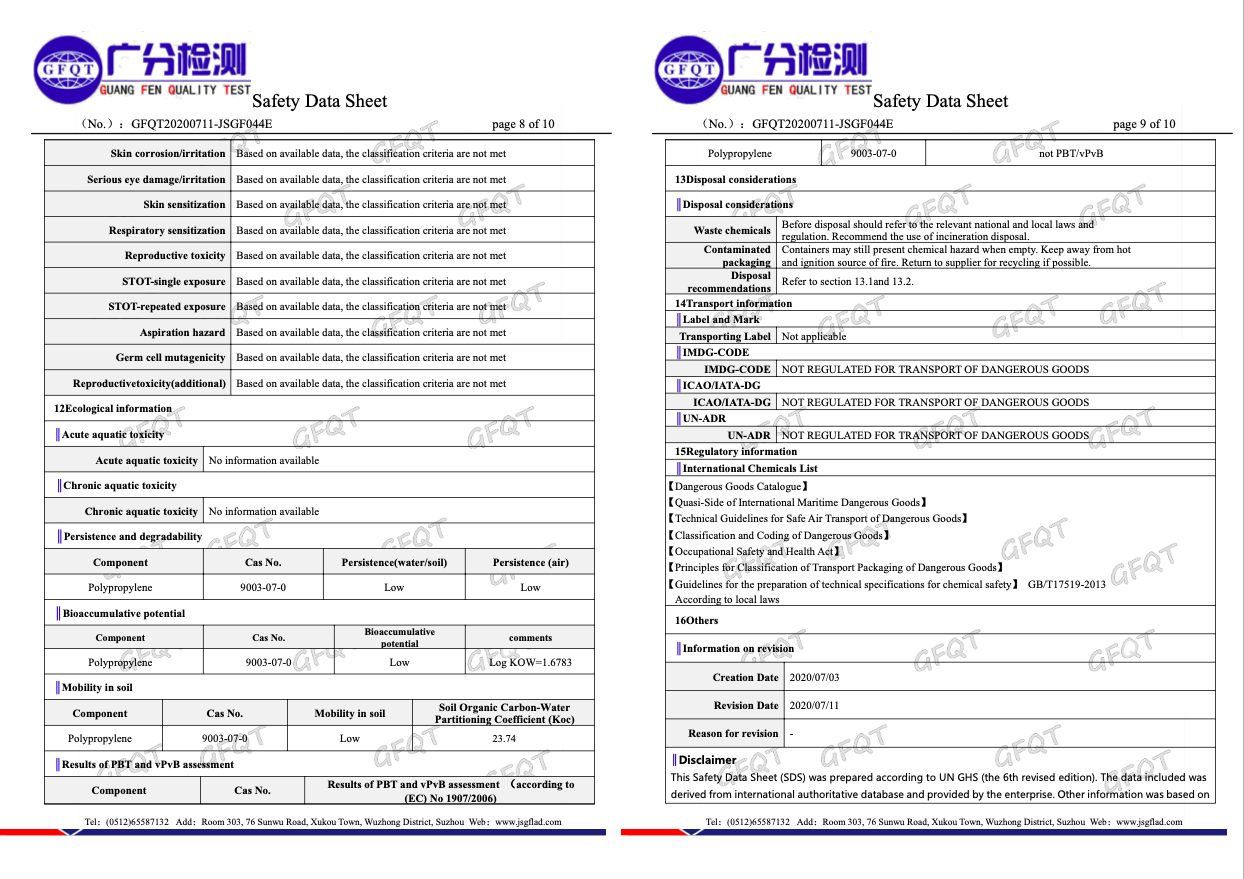 GFQT
广分检测
GUANG FEN QUALITY TEST
Safety Data Sheet
（No.）：GFQT20200711-JSGF044E page 8 of 10
Skin corrosion/irritation Based on available data, the classification criteria are not met
Serious eye damage/irritation Based on available data, the classification criteria are not met
Skin sensitization Based on available data, the classification criteria are not met
Respiratory sensitization Based on available data, the classification criteria are not met
Reproductive toxicity Based on available data, the classification criteria are not met
STOT-single exposure Based on available data, the classification criteria are not met
STOT-repeated exposure Based on available data, the classification criteria are not met
Aspiration hazard Based on available data, the classification criteria are not met
Germ cell mutagenicity Based on available data, the classification criteria are not met
Reproductivetoxicity(additional) Based on available data, the classification criteria are not met
12Ecological information
Acute aquatic toxicity
Acute aquatic toxicity No information available
Chronic aquatic toxicity
Chronic aquatic toxicity No information available
Persistence and degradability
Component Cas No. Persistence(water/soil) Persistence (air)
Polypropylene 9003-07-0 Low Low
Bioaccumulative potential
Component Cas No. Bioaccumulative potential comments
Polypropylene 9003-07-0 Low Log KOW=1.6783
Mobility in soil
Component Cas No. Mobility in soil Soil Organic Carbon-Water Partitioning Coefficient (Koc)
Polypropylene 9003-07-0 Low 23.74
Results of PBT and vPvB assessment
Component Cas No. Results of PBT and vPvB assessment （according to (EC) No 1907/2006)
Tel：(0512)65587132 Add：Room 303, 76 Sunwu Road, Xukou Town, Wuzhong District, Suzhou Web：www.jsgflad.com
GFQT
广分检测
GUANG FEN QUALITY TEST
Safety Data Sheet
（No.）：GFQT20200711-JSGF044E page 9 of 10
Polypropylene 9003-07-0 not PBT/vPvB
13Disposal considerations
Disposal considerations
Waste chemicals Before disposal should refer to the relevant national and local laws and
regulation. Recommend the use of incineration disposal.
Contaminated packaging Containers may still present chemical hazard when empty. Keep away from hot
and ignition source of fire. Return to supplier for recycling if possible.
Disposal recommendations Refer to section 13.1and 13.2.
14Transport information
Label and Mark
Transporting Label Not applicable
IMDG-CODE
IMDG-CODE NOT REGULATED FOR TRANSPORT OF DANGEROUS GOODS
ICAO/IATA-DG
ICAO/IATA-DG NOT REGULATED FOR TRANSPORT OF DANGEROUS GOODS
UN-ADR
UN-ADR NOT REGULATED FOR TRANSPORT OF DANGEROUS GOODS
15Regulatory information
International Chemicals List
【Dangerous Goods Catalogue】
【Quasi-Side of International Maritime Dangerous Goods】
【Technical Guidelines for Safe Air Transport of Dangerous Goods】
【Classification and Coding of Dangerous Goods】
【Occupational Safety and Health Act】
【Principles for Classification of Transport Packaging of Dangerous Goods】
【Guidelines for the preparation of technical specifications for chemical safety】 GB/T17519-2013
According to local laws
16Others
Information on revision
Creation Date 2020/07/03
Revision Date 2020/07/11
Reason for revision -
Disclaimer
This Safety Data Sheet (SDS) was prepared according to UN GHS (the 6th revised edition). The data included was
derived from international authoritative database and provided by the enterprise. Other information was based on
Tel：(0512)65587132 Add：Room 303, 76 Sunwu Road, Xukou Town, Wuzhong District, Suzhou Web：www.jsgflad.com